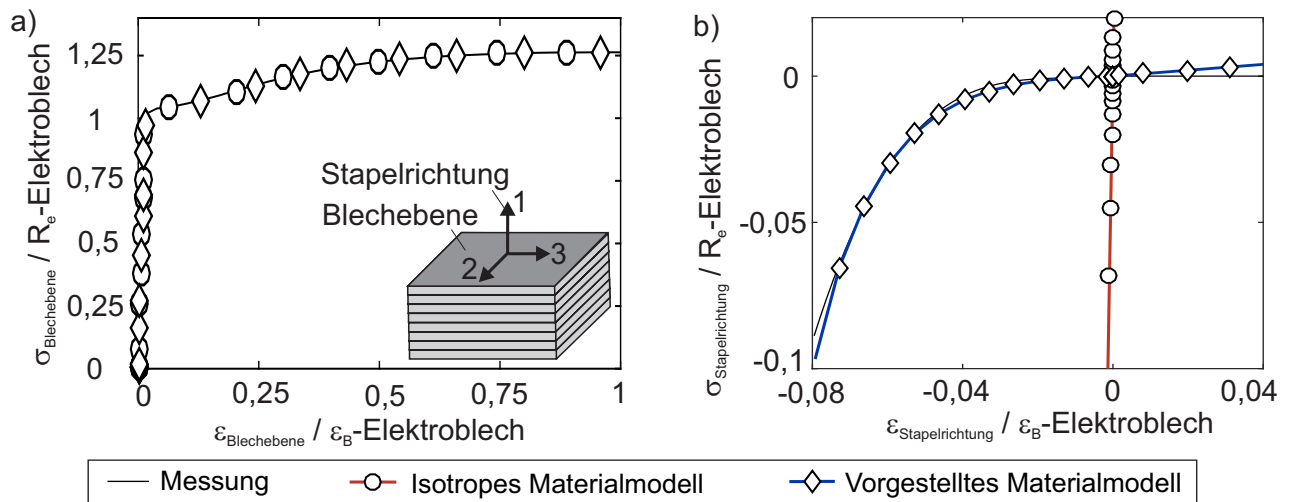 a)
σBlechebene / Re-Elektroblech
1,25
1
0,75
0,5
0,25
0
0 0,25 0,5 0,75 1
εBlechebene / εB-Elektroblech
Stapelrichtung
Blechebene
1
2
3
b)
σStapelrichtung / Re-Elektroblech
0
-0,05
-0,1
-0,08 -0,04 0 0,04
εStapelrichtung / εB-Elektroblech
Messung Isotropes Materialmodell Vorgestelltes Materialmodell